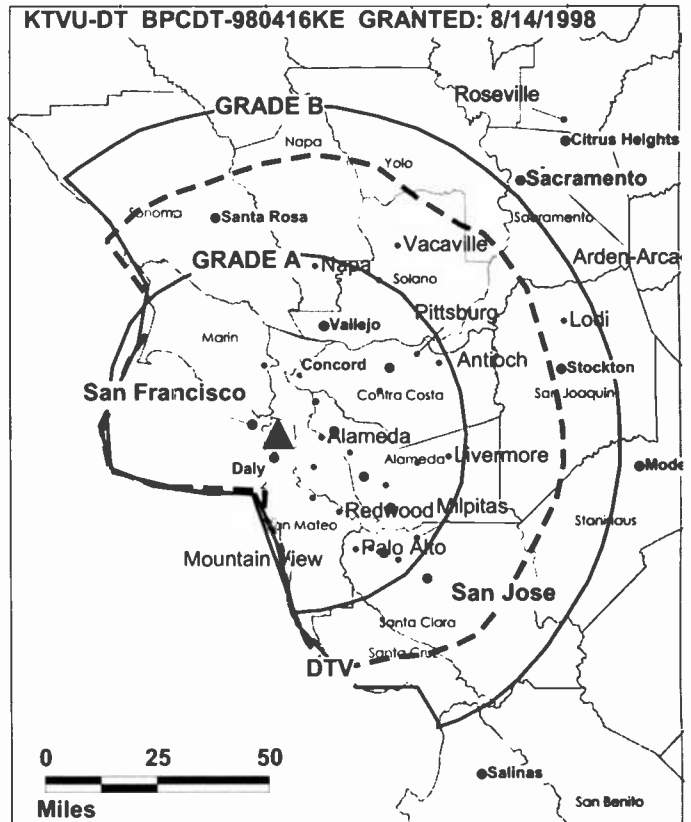 KTVU-DT BPCDT-980416KE GRANTED: 8/14/1998
Roseville
GRADE B
Citrus Heights
Napa
Yolo
Sacramento
Sonoma
Santa Rosa
Sacramento
Vacaville
Arden-Arca
GRADE A
Napa
Solano
Pittsburg
Lodi
Vallejo
Marin
Antioch
Concord
Stockton
San Francisco
Contra Costa
San Joaquin
Alameda
Daly
Alameda
Livermore
Mode
Redwood
Milpitas
an Mateo
Stanislaus
Palo Alto
Mountain View
San Jose
Santa Clara
Santa Cruz
DTV
0 25 50
Salinas
Miles
San Benito